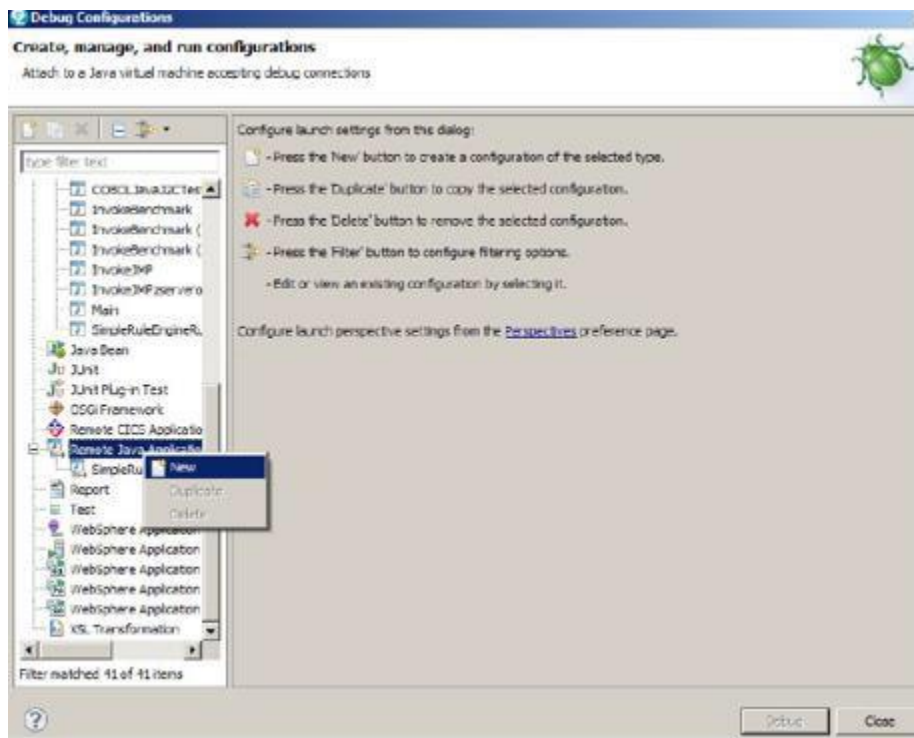 Debug Configurations
Create, manage, and run configurations
Attach to a Java virtual machine accepting debug connections
type filter text
InvokeBenchmark
InvokeBenchmark (
InvokeBenchmark (
InvokeJMP
Main
SimpleRuleEngineR
Java Bean
Ju JUnit
JUnit Plug-in Test
OSGi Framework
Remote CICS Applicatio
Remote Java Applicatio
SimpleRu
New
Duplicate
Delete
Report
Test
WebSphere Application
WebSphere Application
WebSphere Application
WebSphere Application
WebSphere Application
XSL Transformation
Filter matched 41 of 41 items
Configure launch settings from this dialog:
- Press the 'New' button to create a configuration of the selected type.
- Press the 'Duplicate' button to copy the selected configuration.
- Press the 'Delete' button to remove the selected configuration.
- Press the 'Filter' button to configure filtering options.
- Edit or view an existing configuration by selecting it.
Configure launch perspective settings from the Perspectives preference page.
?
Debug
Close